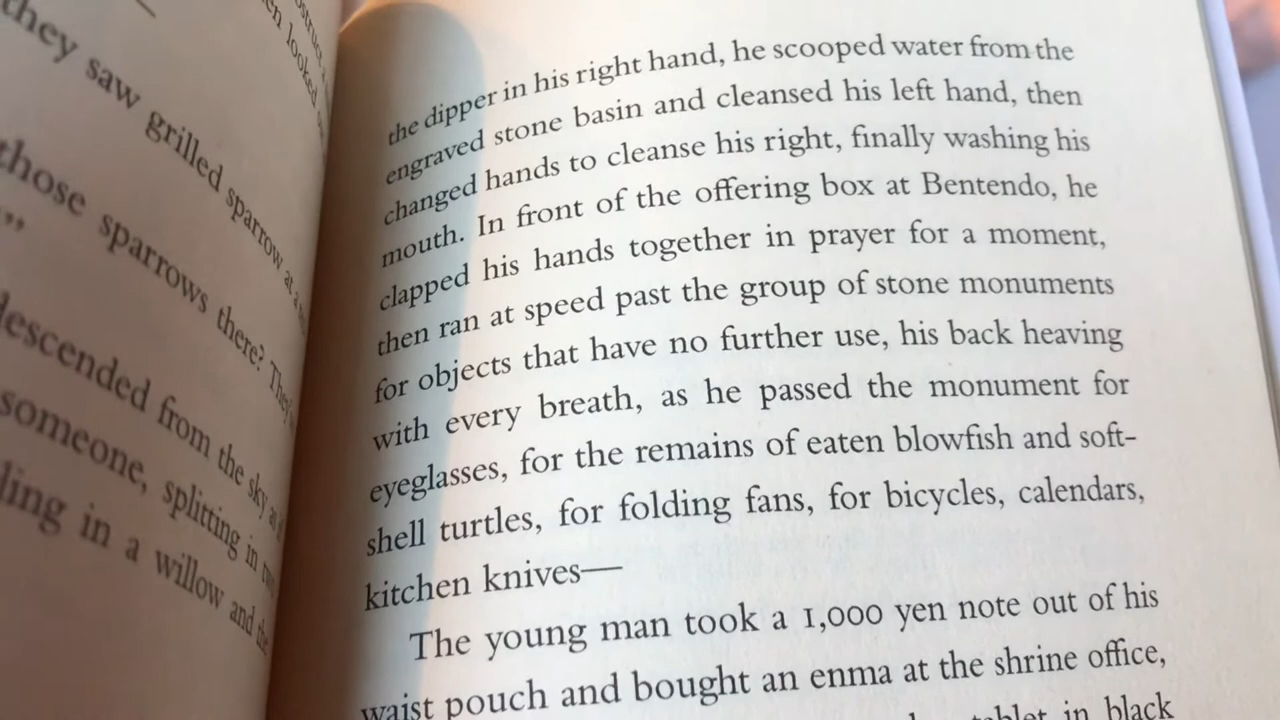 they saw grilled sparrow at a
those sparrows there? They
”
descended from the sky
someone, splitting in
ling in a willow and the
the dipper in his right hand, he scooped water from the
engraved stone basin and cleansed his left hand, then
changed hands to cleanse his right, finally washing his
mouth. In front of the offering box at Bentendo, he
clapped his hands together in prayer for a moment,
then ran at speed past the group of stone monuments
for objects that have no further use, his back heaving
with every breath, as he passed the monument for
eyeglasses, for the remains of eaten blowfish and soft-
shell turtles, for folding fans, for bicycles, calendars,
kitchen knives—
The young man took a 1,000 yen note out of his
waist pouch and bought an enma at the shrine office,
tablet in black